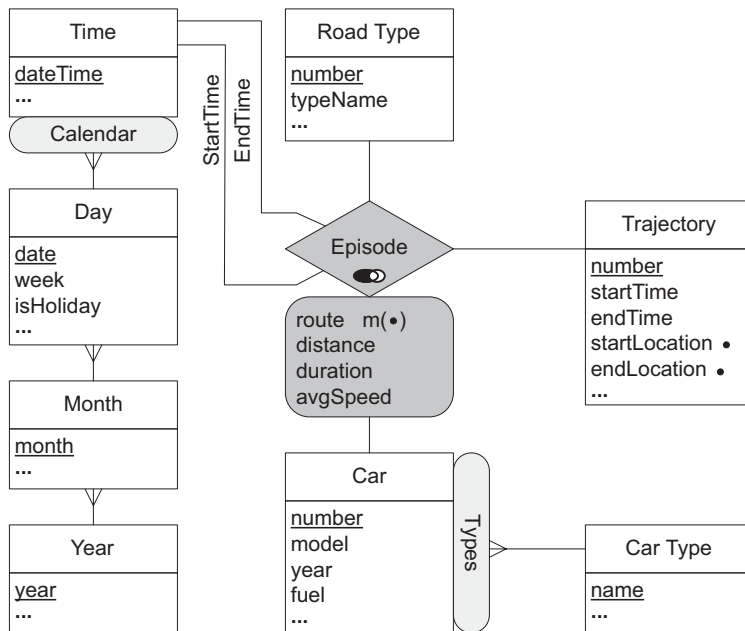 Time
dateTime
...
Calendar
Day
date
week
isHoliday
...
Month
month
...
Year
year
...
StartTime
EndTime
Road Type
number
typeName
...
Episode
route m(•)
distance
duration
avgSpeed
Car
number
model
year
fuel
...
Types
Trajectory
number
startTime
endTime
startLocation •
endLocation •
...
Car Type
name
...